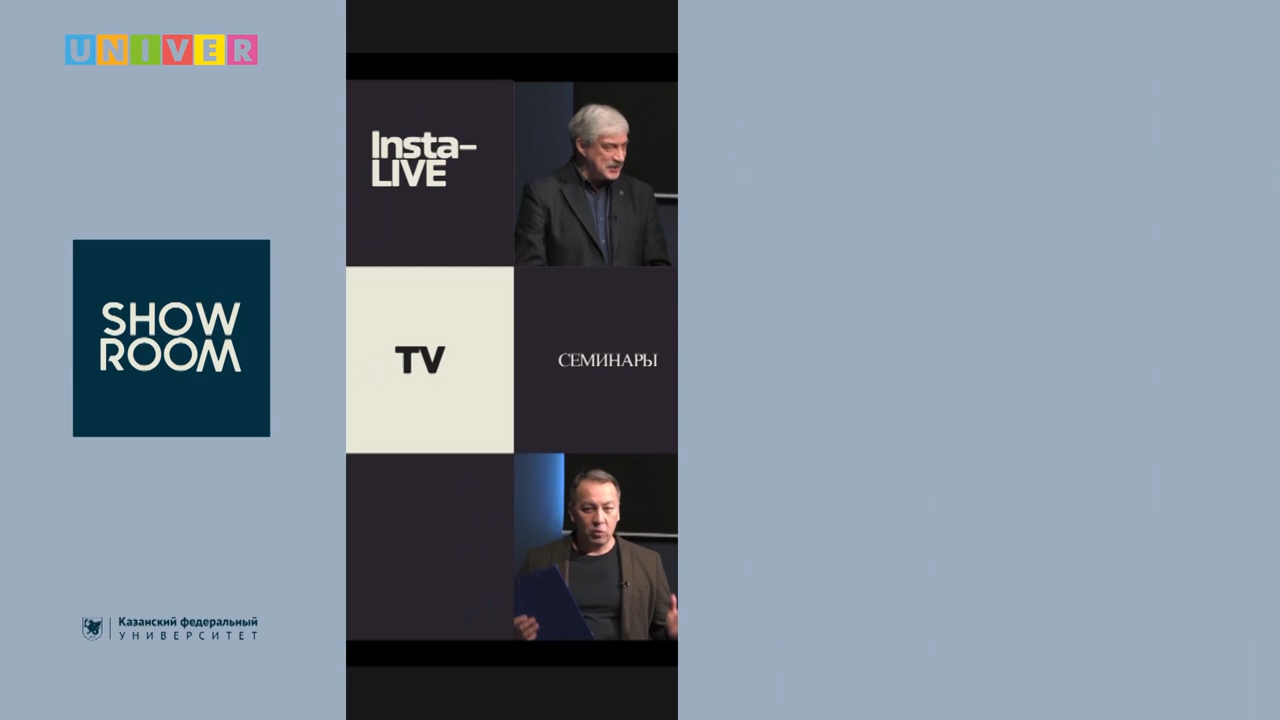 UNIVER
SHOW
ROOM
Казанский федеральный
УНИВЕРСИТЕТ
Insta-
LIVE
TV
СЕМИНАРЫ